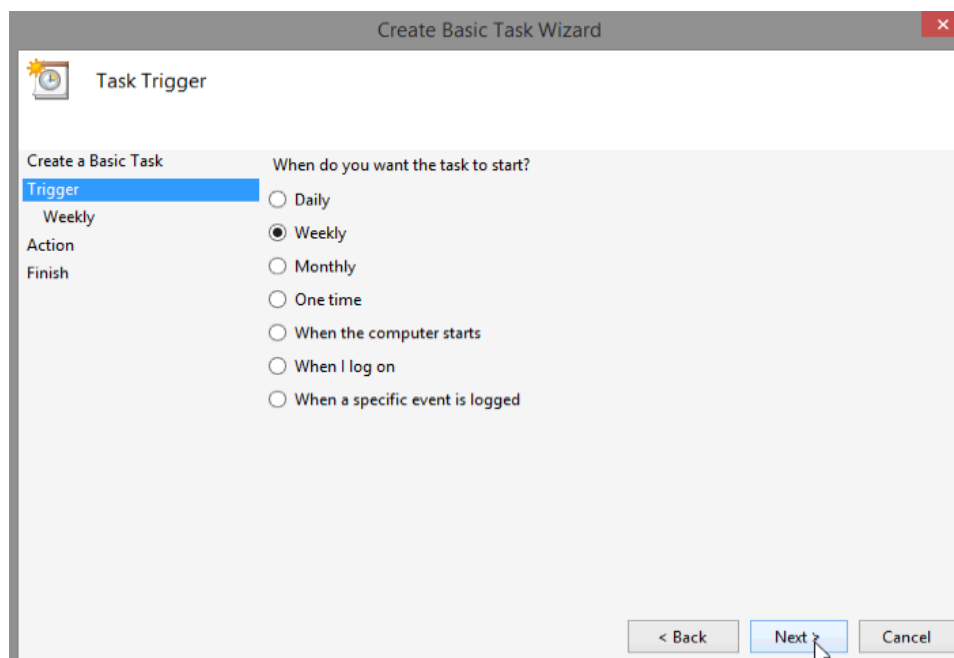 Create Basic Task Wizard
Task Trigger
Create a Basic Task
Trigger
Weekly
Action
Finish
When do you want the task to start?
Daily
Weekly
Monthly
One time
When the computer starts
When I log on
When a specific event is logged
< Back
Next >
Cancel